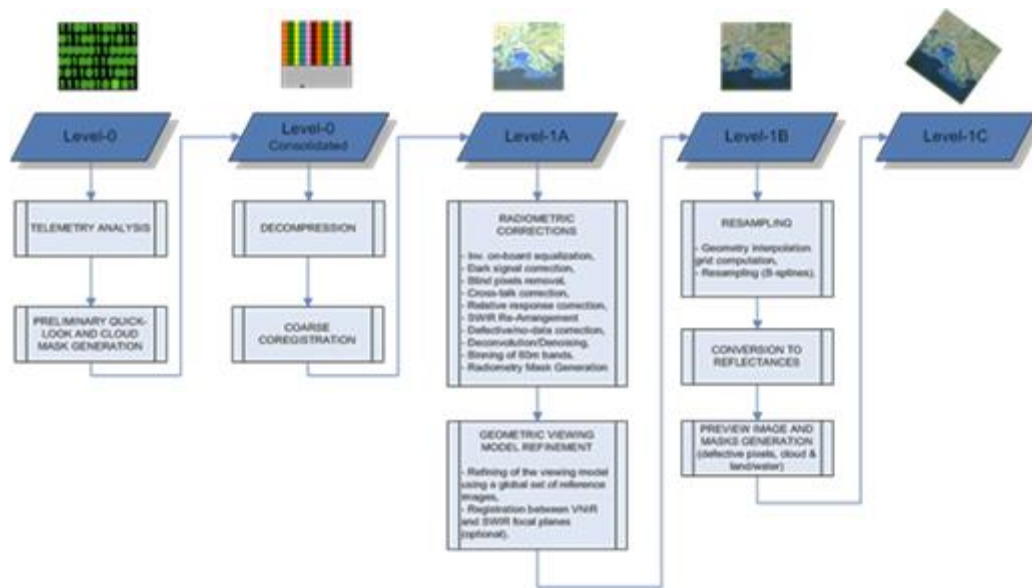 Level-0
Level-0
Consolidated
Level-1A
Level-1B
Level-1C
TELEMETRY ANALYSIS
PRELIMINARY QUICK-
LOOK AND CLOUD
MASK GENERATION
DECOMPRESSION
COARSE
COREGISTRATION
RADIOMETRIC
CORRECTIONS
- Inv. on-board equalization,
- Dark signal correction,
- Blind pixels removal,
- Cross-talk correction,
- Relative response correction,
- SWIR Re-Arrangement
- Defective/no-data correction,
- Deconvolution/Denoising,
- Binning of 60m bands.
- Radiometry Mask Generation
GEOMETRIC VIEWING
MODEL REFINEMENT
- Refining of the viewing model
using a global set of reference
images,
- Registration between VNIR
and SWIR focal planes
(optional).
RESAMPLING
- Geometry interpolation
grid computation,
- Resampling (B-splines).
CONVERSION TO
REFLECTANCES
PREVIEW IMAGE AND
MASKS GENERATION
(defective pixels, cloud &
land/water)